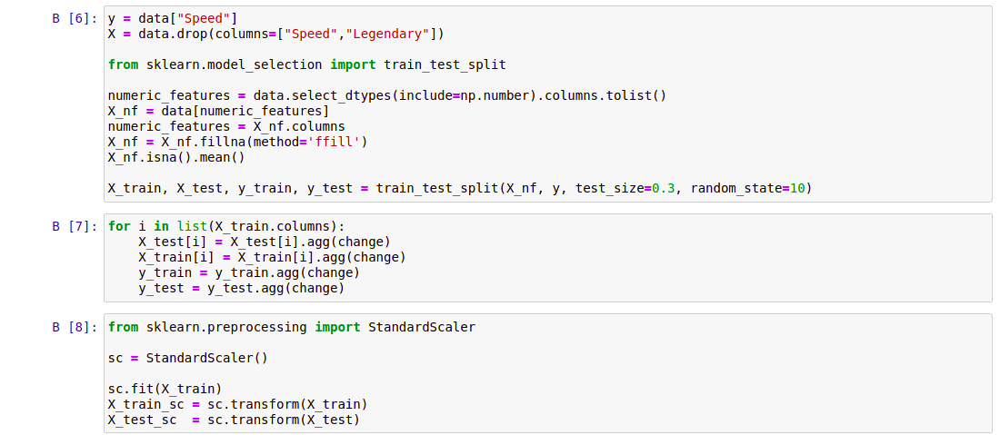 B [6]: y = data["Speed"]
X = data.drop(columns=["Speed","Legendary"])
from sklearn.model_selection import train_test_split
numeric_features = data.select_dtypes(include=np.number).columns.tolist()
X_nf = data[numeric_features]
numeric_features = X_nf.columns
X_nf = X_nf.fillna(method='ffill')
X_nf.isna().mean()
X_train, X_test, y_train, y_test = train_test_split(X_nf, y, test_size=0.3, random_state=10)
B [7]: for i in list(X_train.columns):
    X_test[i] = X_test[i].agg(change)
    X_train[i] = X_train[i].agg(change)
    y_train = y_train.agg(change)
    y_test = y_test.agg(change)
B [8]: from sklearn.preprocessing import StandardScaler
sc = StandardScaler()
sc.fit(X_train)
X_train_sc = sc.transform(X_train)
X_test_sc  = sc.transform(X_test)